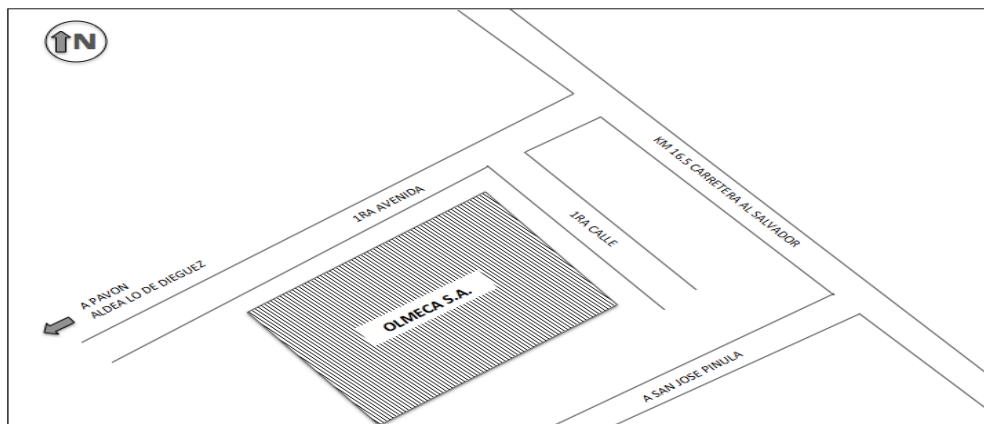 N
KM 16.5 CARRETERA AL SALVADOR
1RA AVENIDA
1RA CALLE
A PAVON
ALDEA LO DE DIEGUEZ
OLMECA S.A.
A SAN JOSE PINULA